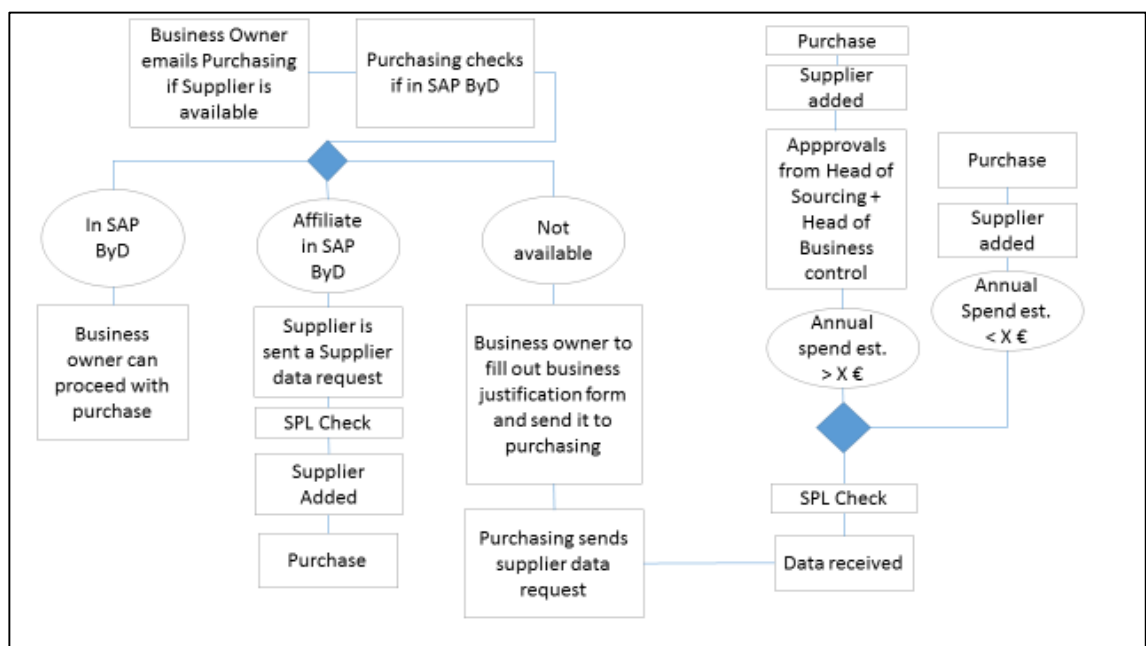 Business Owner
emails Purchasing
if Supplier is
available
Purchasing checks
if in SAP ByD
In SAP
ByD
Business
owner can
proceed with
purchase
Affiliate
in SAP
ByD
Supplier is
sent a Supplier
data request
SPL Check
Supplier
Added
Purchase
Not
available
Business owner to
fill out business
justification form
and send it to
purchasing
Purchasing sends
supplier data
request
Purchase
Supplier
added
Appprovals
from Head of
Sourcing +
Head of
Business
control
Annual
spend est.
> X €
SPL Check
Data received
Purchase
Supplier
added
Annual
Spend est.
< X €